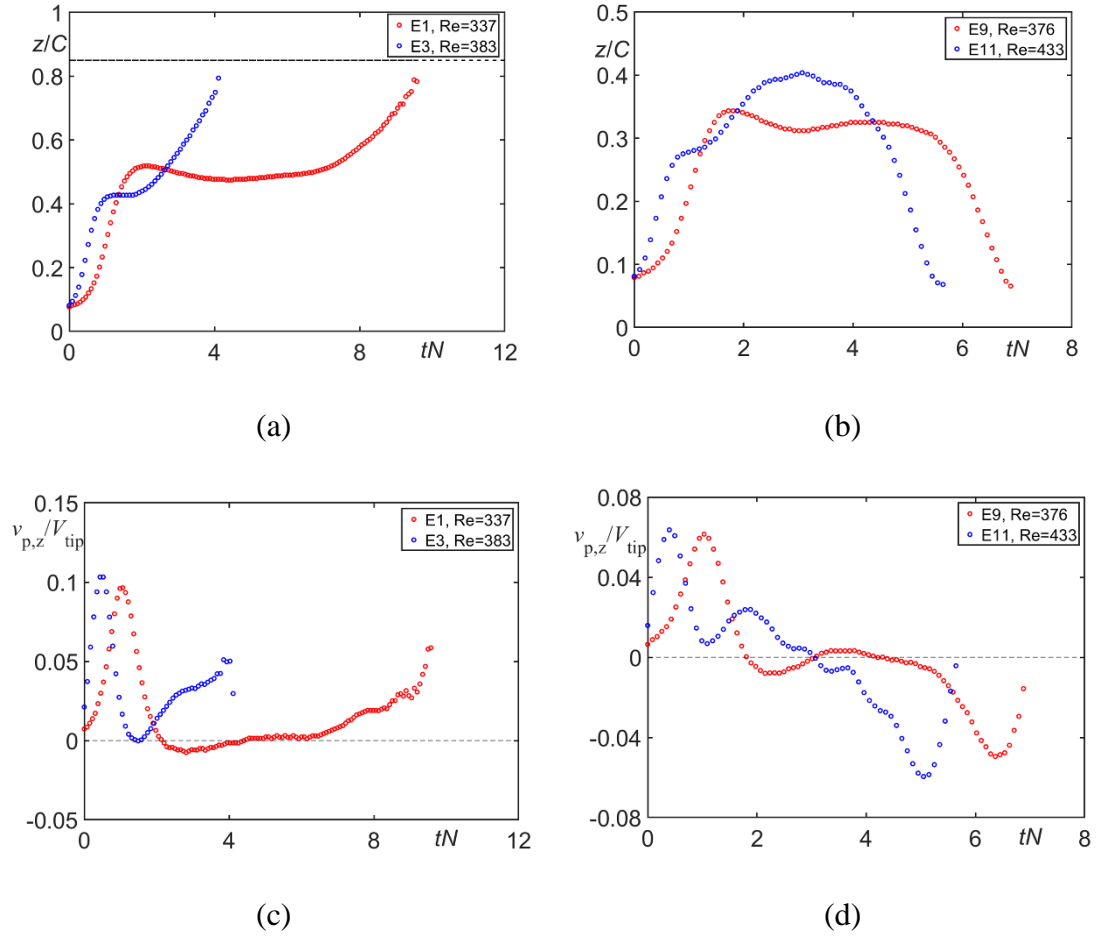 1
z/C
0.8
0.6
0.4
0.2
0
0
4
8
tN
12
E1, Re=337
E3, Re=383
(a)
0.5
z/C
0.4
0.3
0.2
0.1
0
0
2
4
6
tN
8
E9, Re=376
E11, Re=433
(b)
0.15
v_p,z/V_tip
0.1
0.05
0
-0.05
0
4
8
tN
12
E1, Re=337
E3, Re=383
(c)
0.08
v_p,z/V_tip
0.04
0
-0.04
-0.08
0
2
4
6
tN
8
E9, Re=376
E11, Re=433
(d)